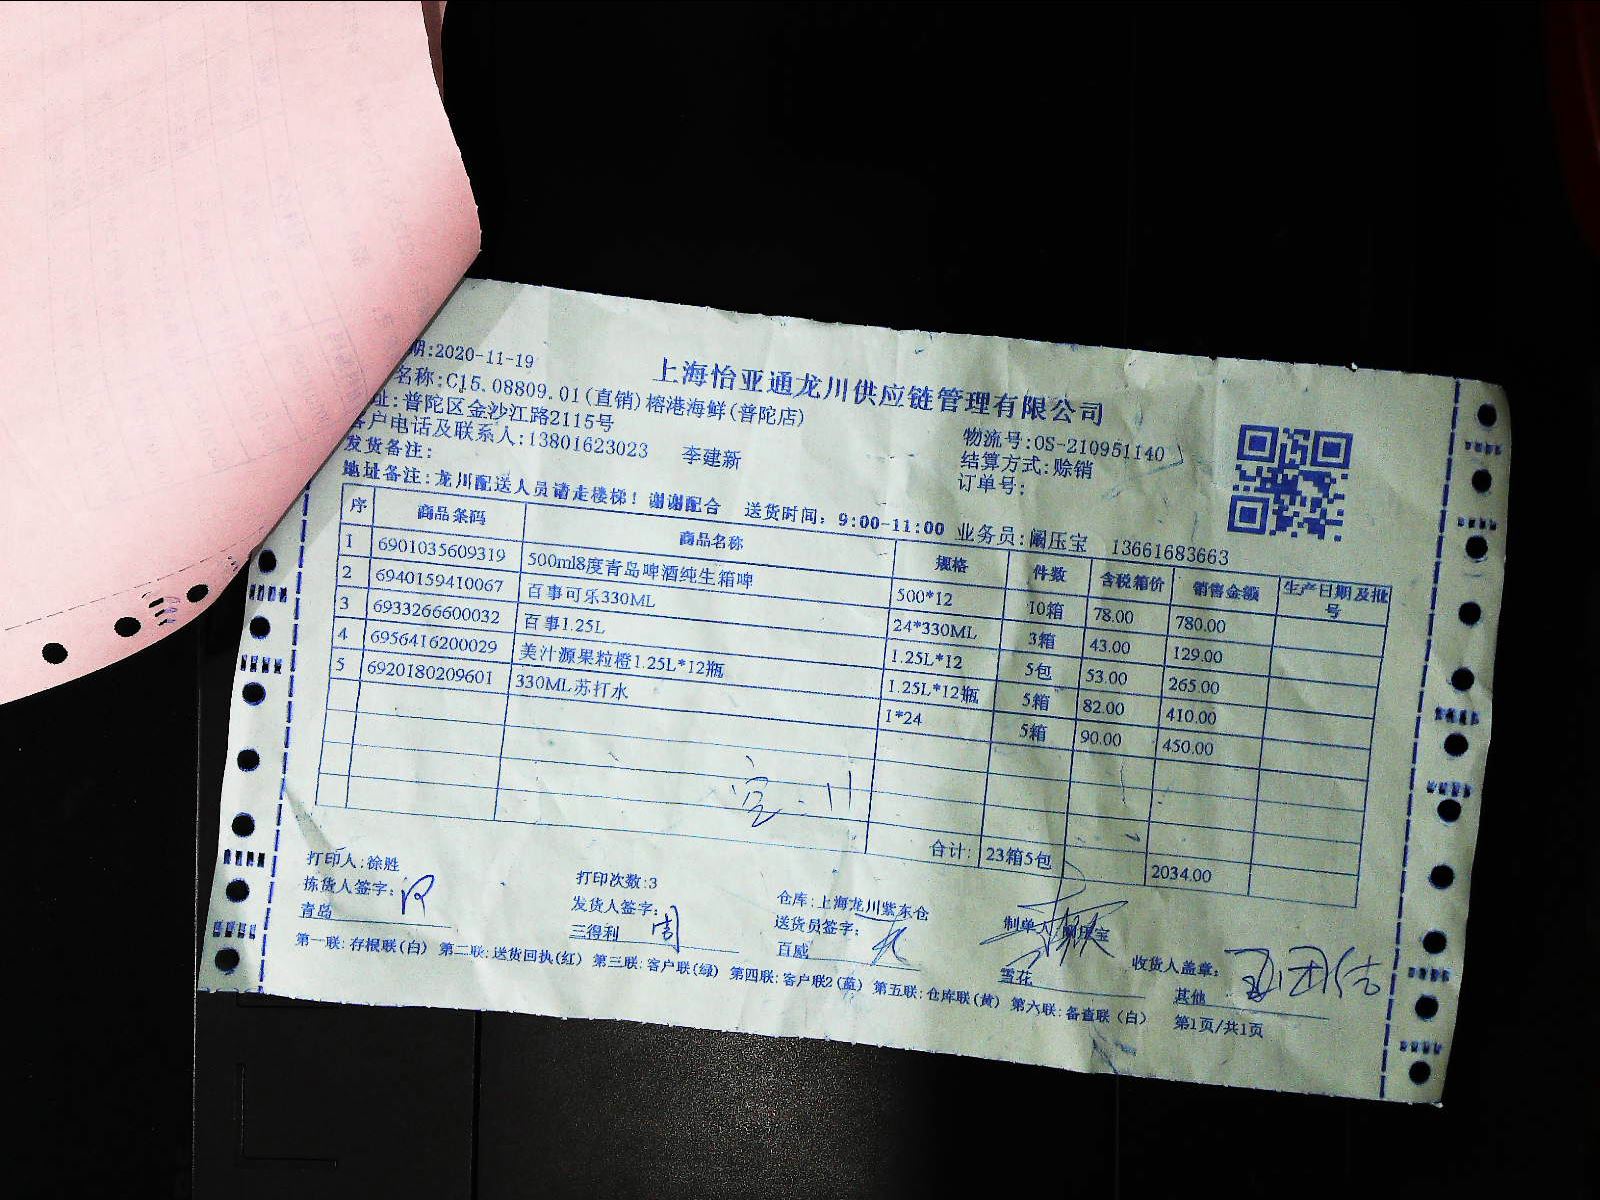 期:2020-11-19
上海怡亚通龙川供应链管理有限公司
名称:C15.08809.01(直销)榕港海鲜(普陀店)
址:普陀区金沙江路2115号
物流号:OS-210951140
客户电话及联系人:13801623023 李建新
结算方式:赊销
发货备注:
订单号:
地址备注:龙川配送人员请走楼梯！谢谢配合 送货时间：9:00-11:00 业务员:阚压宝 13661683663
序 商品条码 商品名称 规格 件数 含税箱价 销售金额 生产日期及批号
1 6901035609319 500ml8度青岛啤酒纯生箱啤 500*12 10箱 78.00 780.00
2 6940159410067 百事可乐330ML 24*330ML 3箱 43.00 129.00
3 6933266600032 百事1.25L 1.25L*12 5包 53.00 265.00
4 6956416200029 美汁源果粒橙1.25L*12瓶 1.25L*12瓶 5箱 82.00 410.00
5 6920180209601 330ML苏打水 1*24 5箱 90.00 450.00
合计: 23箱5包 2034.00
打印人:徐胜 打印次数:3 仓库:上海龙川紫东仓 制单人:阚压宝
拣货人签字: 发货人签字: 周 送货员签字: 收货人盖章:
青岛 三得利 百威 雪花 其他
第一联:存根联(白) 第二联:送货回执(红) 第三联:客户联(绿) 第四联:客户联2(蓝) 第五联:仓库联(黄) 第六联:备查联(白) 第1页/共1页